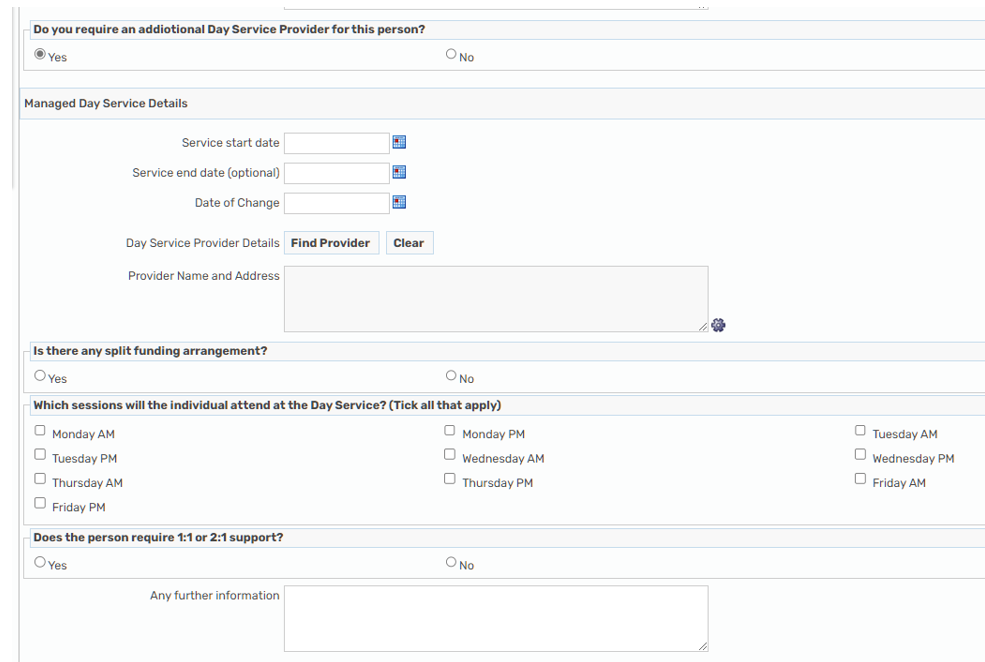 Do you require an addiotional Day Service Provider for this person?
Yes No
Managed Day Service Details
Service start date
Service end date (optional)
Date of Change
Day Service Provider Details Find Provider Clear
Provider Name and Address
Is there any split funding arrangement?
Yes No
Which sessions will the individual attend at the Day Service? (Tick all that apply)
Monday AM Monday PM Tuesday AM
Tuesday PM Wednesday AM Wednesday PM
Thursday AM Thursday PM Friday AM
Friday PM
Does the person require 1:1 or 2:1 support?
Yes No
Any further information